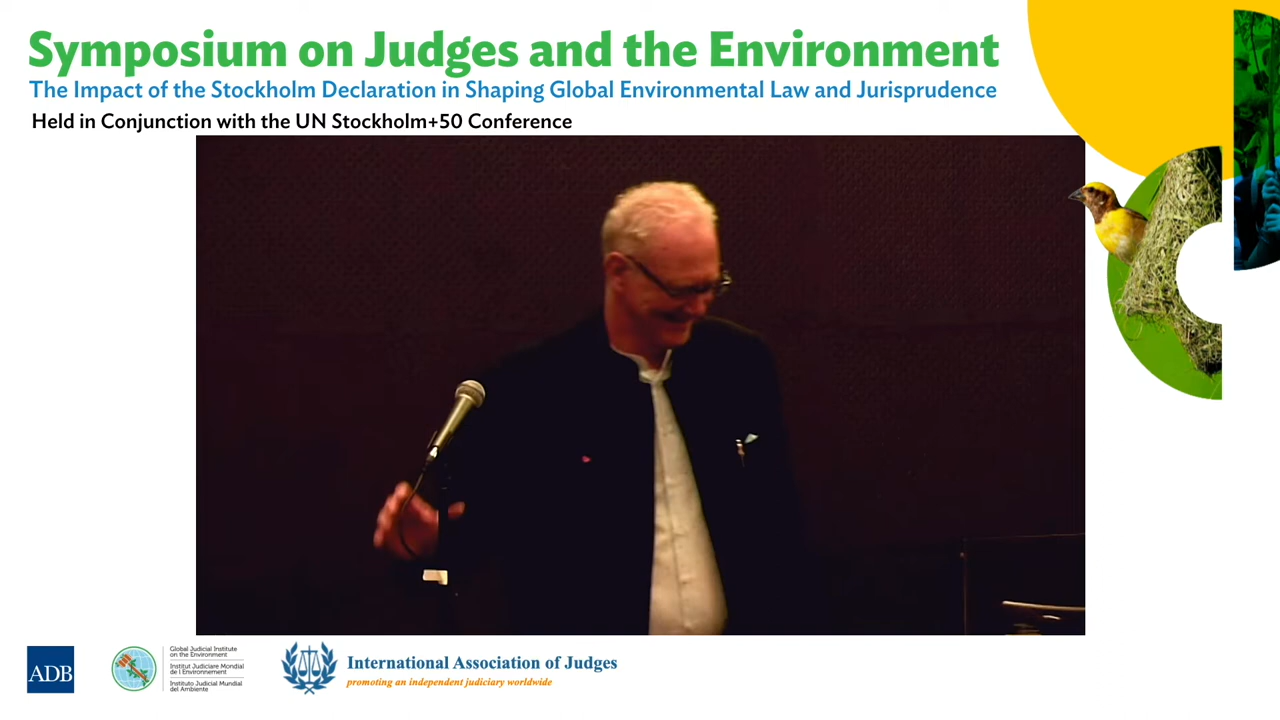 Symposium on Judges and the Environment
The Impact of the Stockholm Declaration in Shaping Global Environmental Law and Jurisprudence
Held in Conjunction with the UN Stockholm+50 Conference
ADB
Global Judicial Institute
on the Environment
Institut Judiciaire Mondial
de l Environnement
Instituto Judicial Mundial
del Ambiente
International Association of Judges
promoting an independent judiciary worldwide